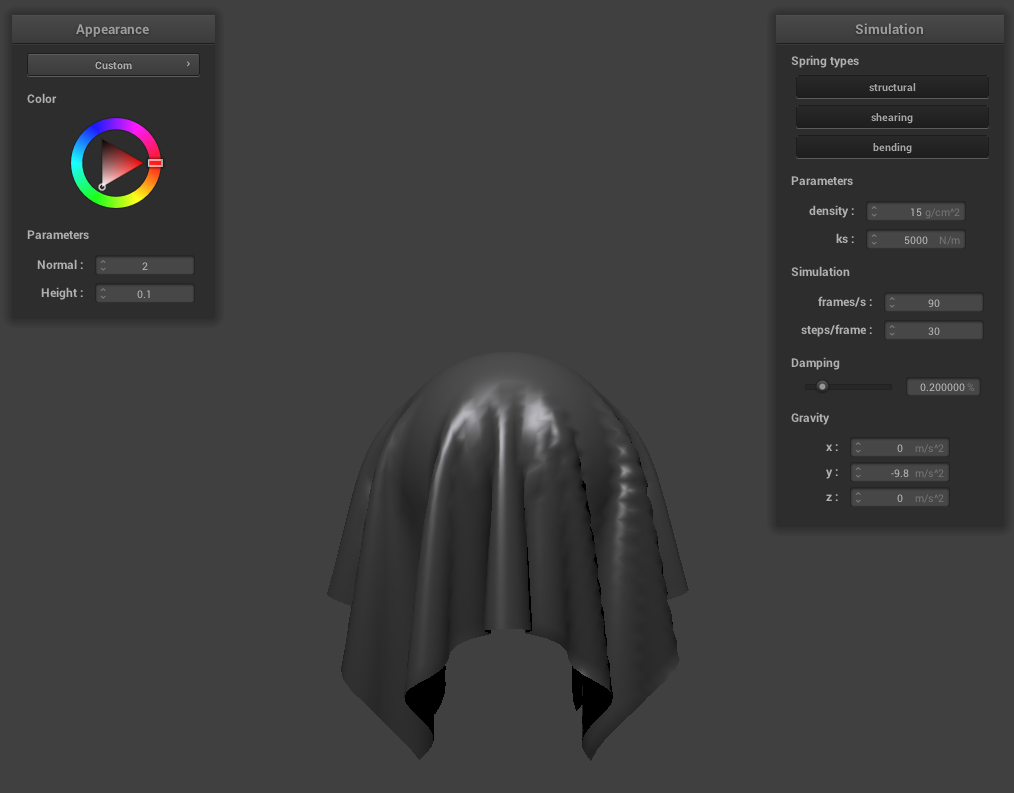 Appearance
Custom ›
Color
Parameters
Normal : 2
Height : 0.1
Simulation
Spring types
structural
shearing
bending
Parameters
density : 15 g/cm^2
ks : 5000 N/m
Simulation
frames/s : 90
steps/frame : 30
Damping
0.200000 %
Gravity
x : 0 m/s^2
y : -9.8 m/s^2
z : 0 m/s^2